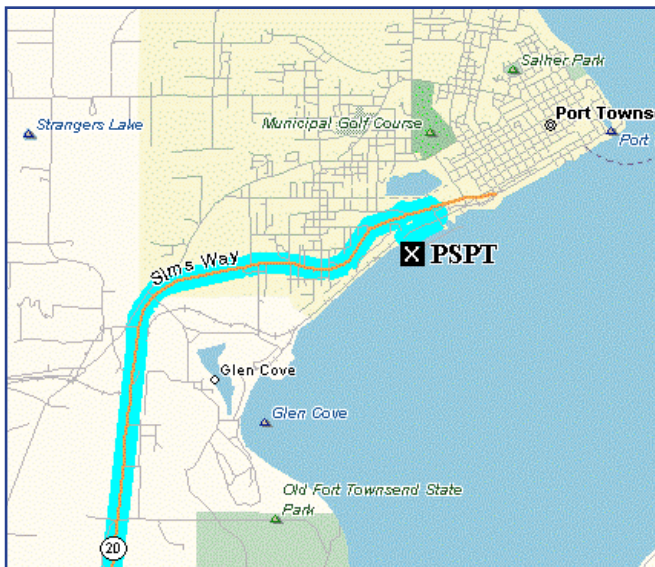 Salher Park
Port Towns
Strangers Lake
Municipal Golf Course
Port
Sims Way
PSPT
Glen Cove
Glen Cove
Old Fort Townsend State
Park
20